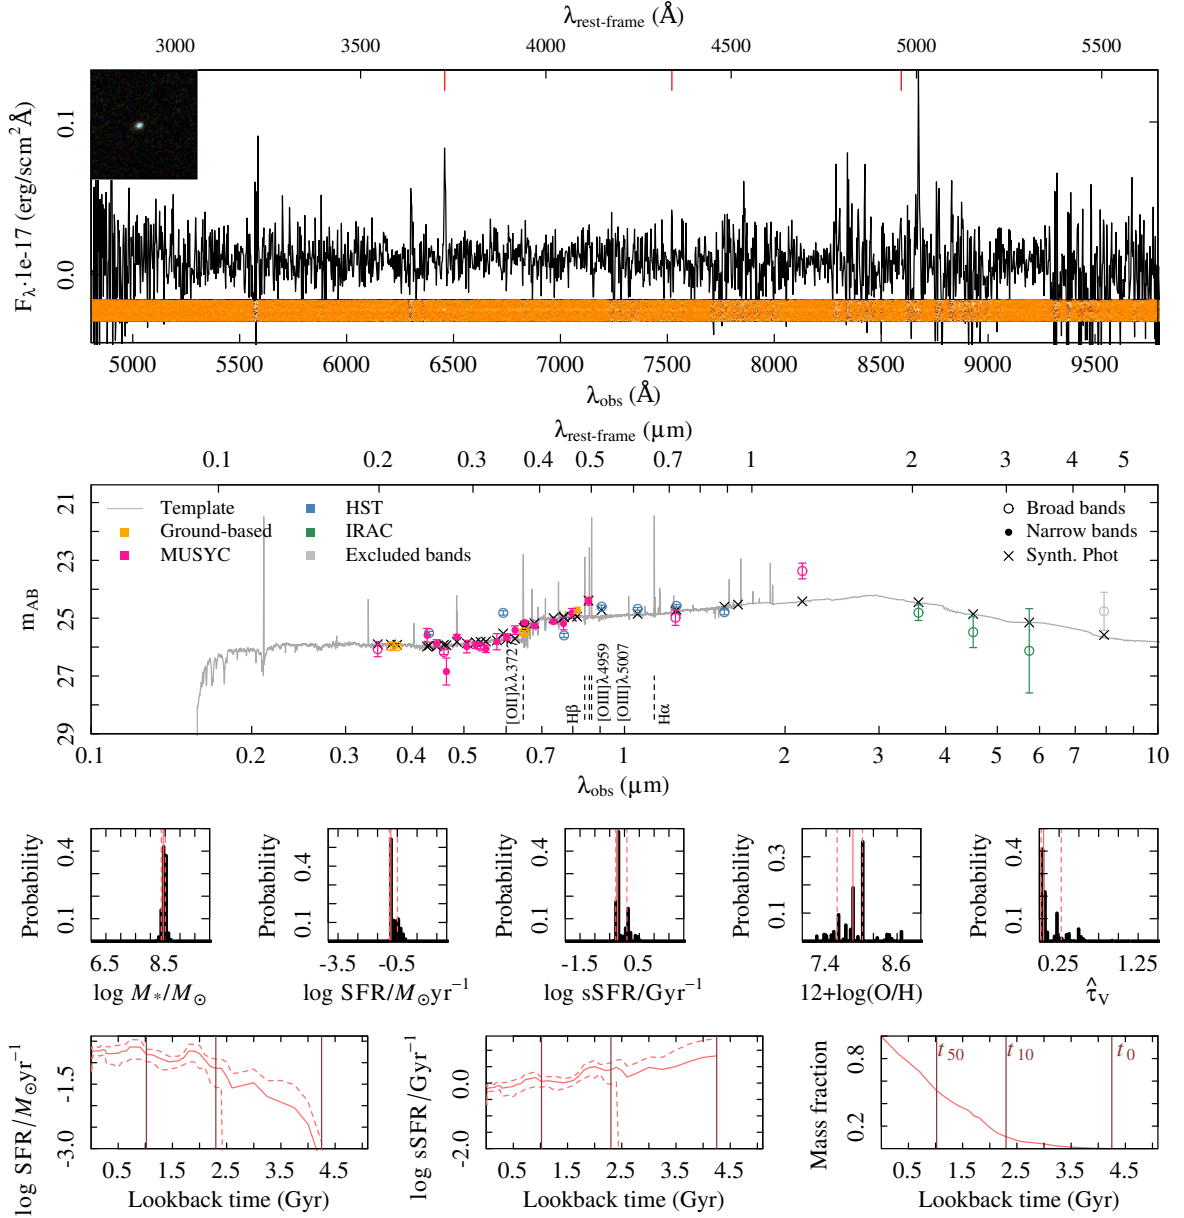 λrest-frame (Å)
3000 3500 4000 4500 5000 5500
F_λ·1e-17 (erg/scm²Å)
0.0 0.1
5000 5500 6000 6500 7000 7500 8000 8500 9000 9500
λobs (Å)
λrest-frame (μm)
0.1 0.2 0.3 0.4 0.5 0.7 1 2 3 4 5
m_AB
21 23 25 27 29
Template
Ground-based
MUSYC
HST
IRAC
Excluded bands
Broad bands
Narrow bands
Synth. Phot
[OII]λλ3727
Hβ
[OIII]λ4959
[OIII]λ5007
Hα
0.1 0.2 0.3 0.4 0.5 0.7 1 2 3 4 5 6 7 10
λobs (μm)
Probability
0.1 0.4
6.5 8.5
log M*/M⊙
Probability
0.1 0.4
-3.5 -0.5
log SFR/M⊙yr⁻¹
Probability
0.1 0.4
-1.5 0.5
log sSFR/Gyr⁻¹
Probability
0.1 0.3
7.4 8.6
12+log(O/H)
Probability
0.1 0.4
0.25 1.25
τ̂_V
log SFR/M⊙yr⁻¹
-3.0 -1.5
0.5 1.5 2.5 3.5 4.5
Lookback time (Gyr)
log sSFR/Gyr⁻¹
-2.0 0.0
0.5 1.5 2.5 3.5 4.5
Lookback time (Gyr)
Mass fraction
0.2 0.8
t50 t10 t0
0.5 1.5 2.5 3.5 4.5
Lookback time (Gyr)